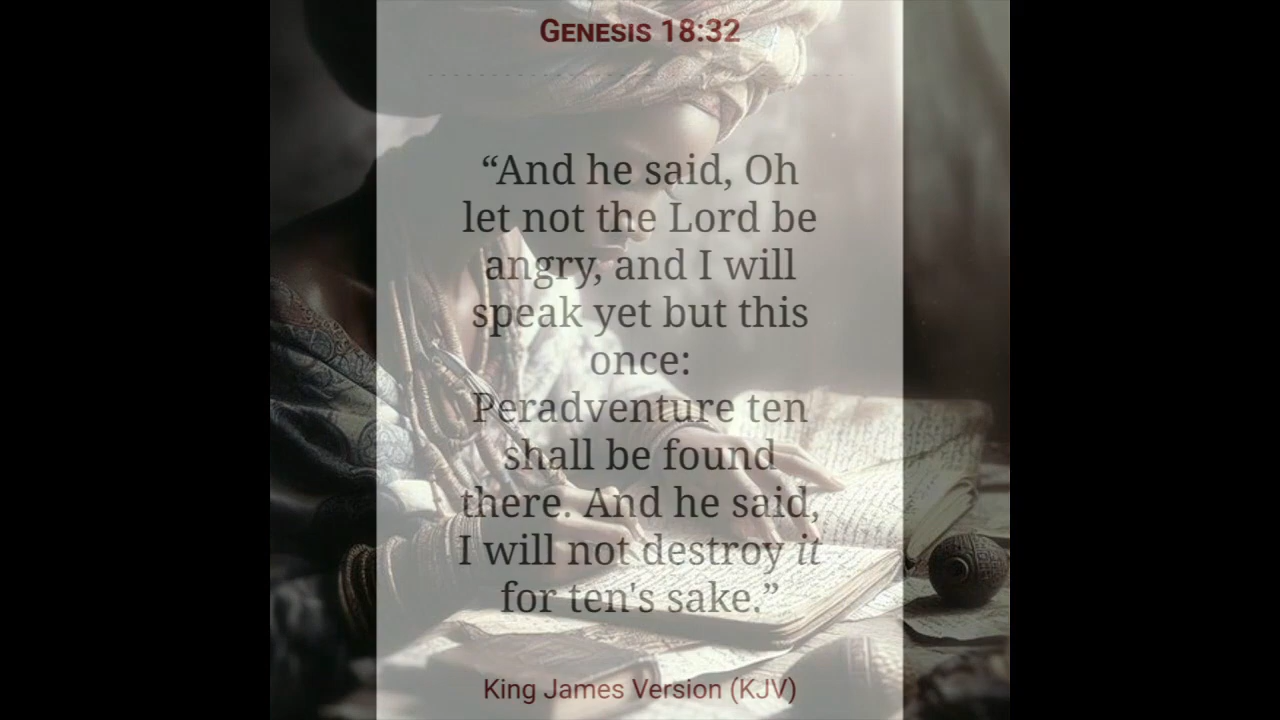 GENESIS 18:32
“And he said, Oh
let not the Lord be
angry, and I will
speak yet but this
once:
Peradventure ten
shall be found
there. And he said,
I will not destroy it
for ten's sake.”
King James Version (KJV)